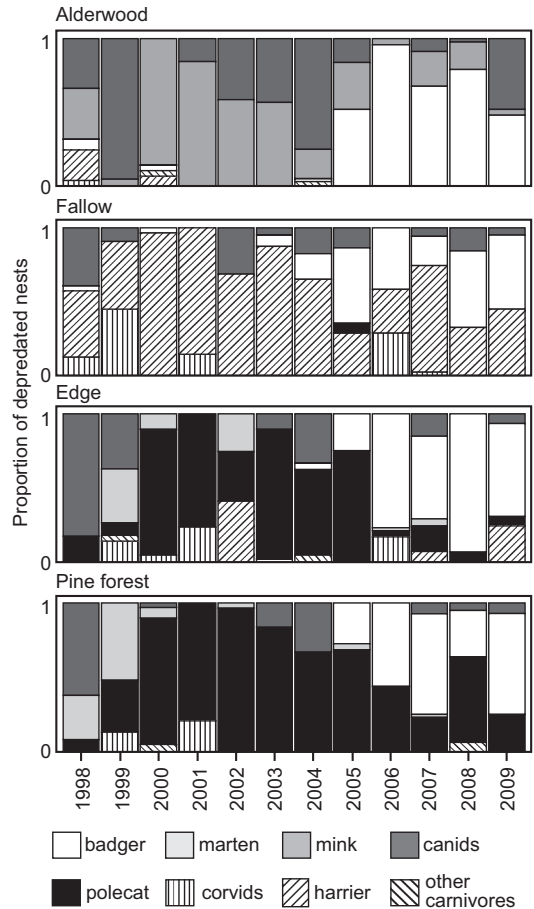 Alderwood
1
0
Fallow
1
0
Edge
1
0
Pine forest
1
0
Proportion of depredated nests
1998 1999 2000 2001 2002 2003 2004 2005 2006 2007 2008 2009
badger marten mink canids
polecat corvids harrier other
carnivores